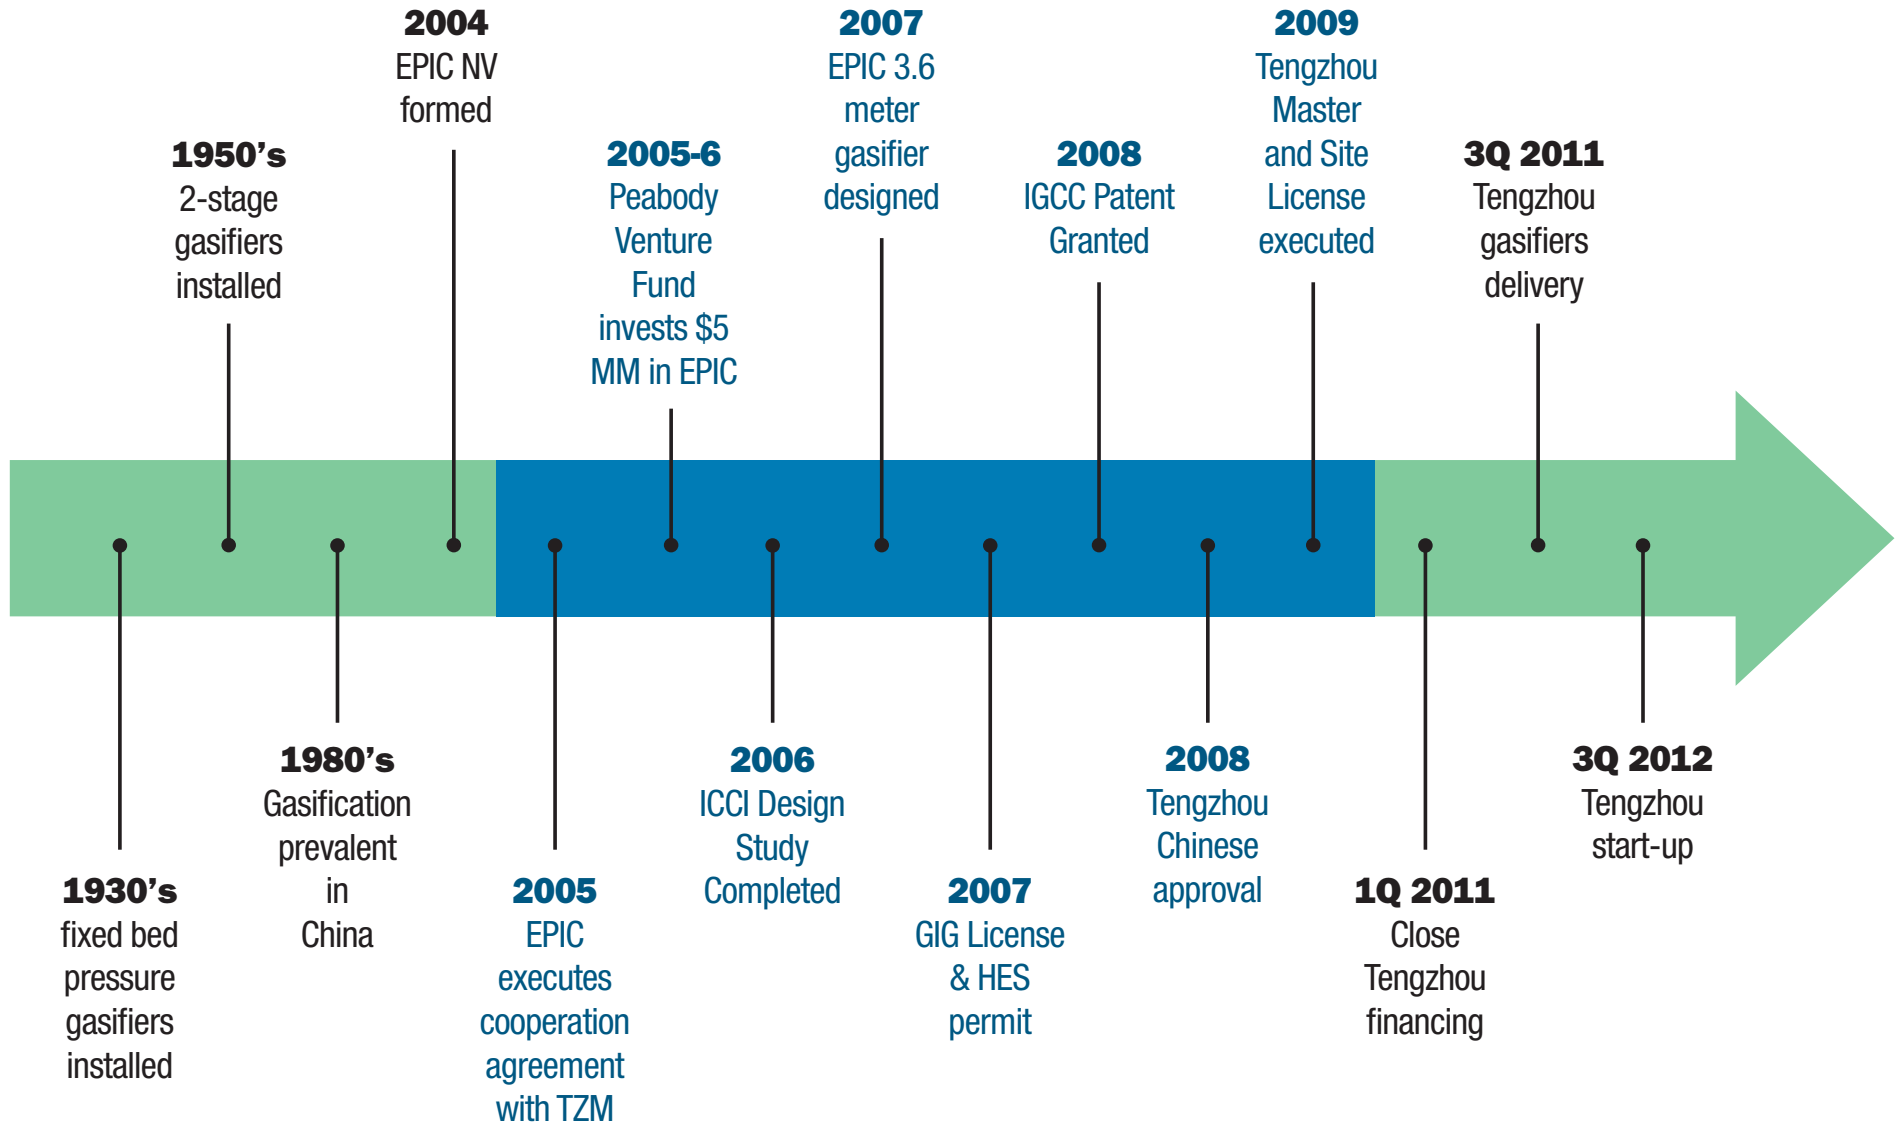 1930’s
fixed bed
pressure
gasifiers
installed
1950’s
2-stage
gasifiers
installed
1980’s
Gasification
prevalent
in
China
2004
EPIC NV
formed
2005
EPIC
executes
cooperation
agreement
with TZM
2005-6
Peabody
Venture
Fund
invests $5
MM in EPIC
2006
ICCI Design
Study
Completed
2007
EPIC 3.6
meter
gasifier
designed
2007
GIG License
& HES
permit
2008
IGCC Patent
Granted
2008
Tengzhou
Chinese
approval
2009
Tengzhou
Master
and Site
License
executed
1Q 2011
Close
Tengzhou
financing
3Q 2011
Tengzhou
gasifiers
delivery
3Q 2012
Tengzhou
start-up